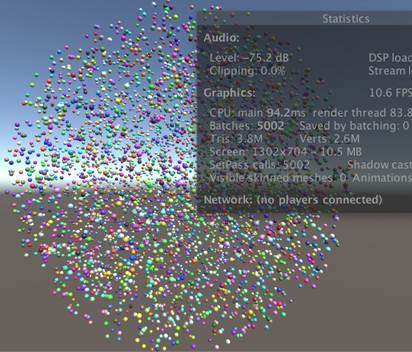 Statistics
Audio:
Level: –75.2 dB DSP load
Clipping: 0.0% Stream l
Graphics: 10.6 FPS
CPU: main 94.2ms render thread 83.8
Batches: 5002 Saved by batching: 0
Tris: 3.8M Verts: 2.6M
Screen: 1302x704 - 10.5 MB
SetPass calls: 5002 Shadow cast
Visible skinned meshes: 0 Animations
Network: (no players connected)